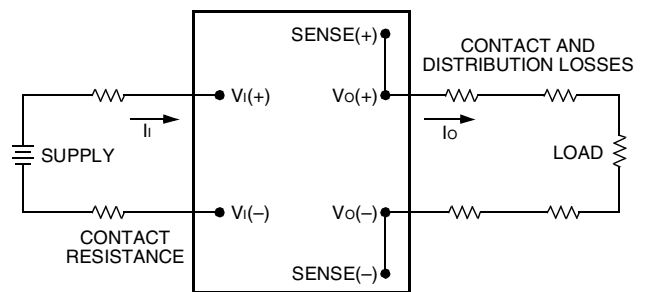 SENSE(+)
CONTACT AND
DISTRIBUTION LOSSES
VI(+)
VO(+)
II
IO
SUPPLY
LOAD
VI(–)
VO(–)
CONTACT
RESISTANCE
SENSE(–)